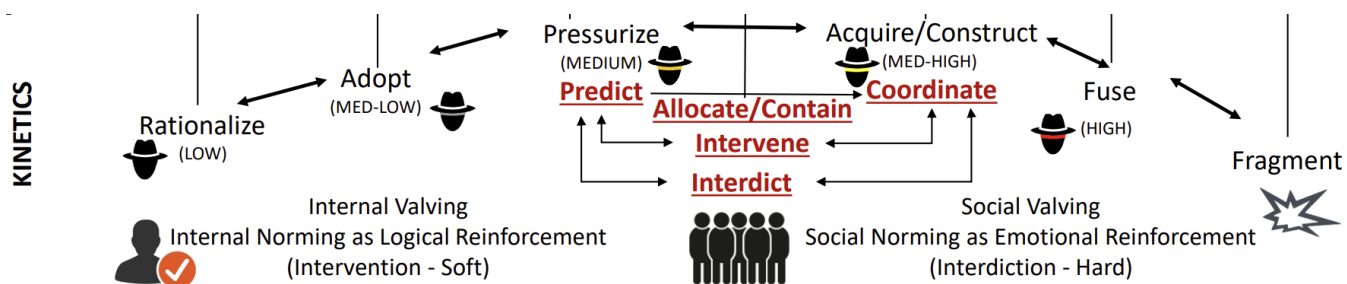 KINETICS
Rationalize
(LOW)
Adopt
(MED-LOW)
Pressurize
(MEDIUM)
Predict
Allocate/Contain
Intervene
Interdict
Acquire/Construct
(MED-HIGH)
Coordinate
Fuse
(HIGH)
Fragment
Internal Valving
Internal Norming as Logical Reinforcement
(Intervention - Soft)
Social Valving
Social Norming as Emotional Reinforcement
(Interdiction - Hard)